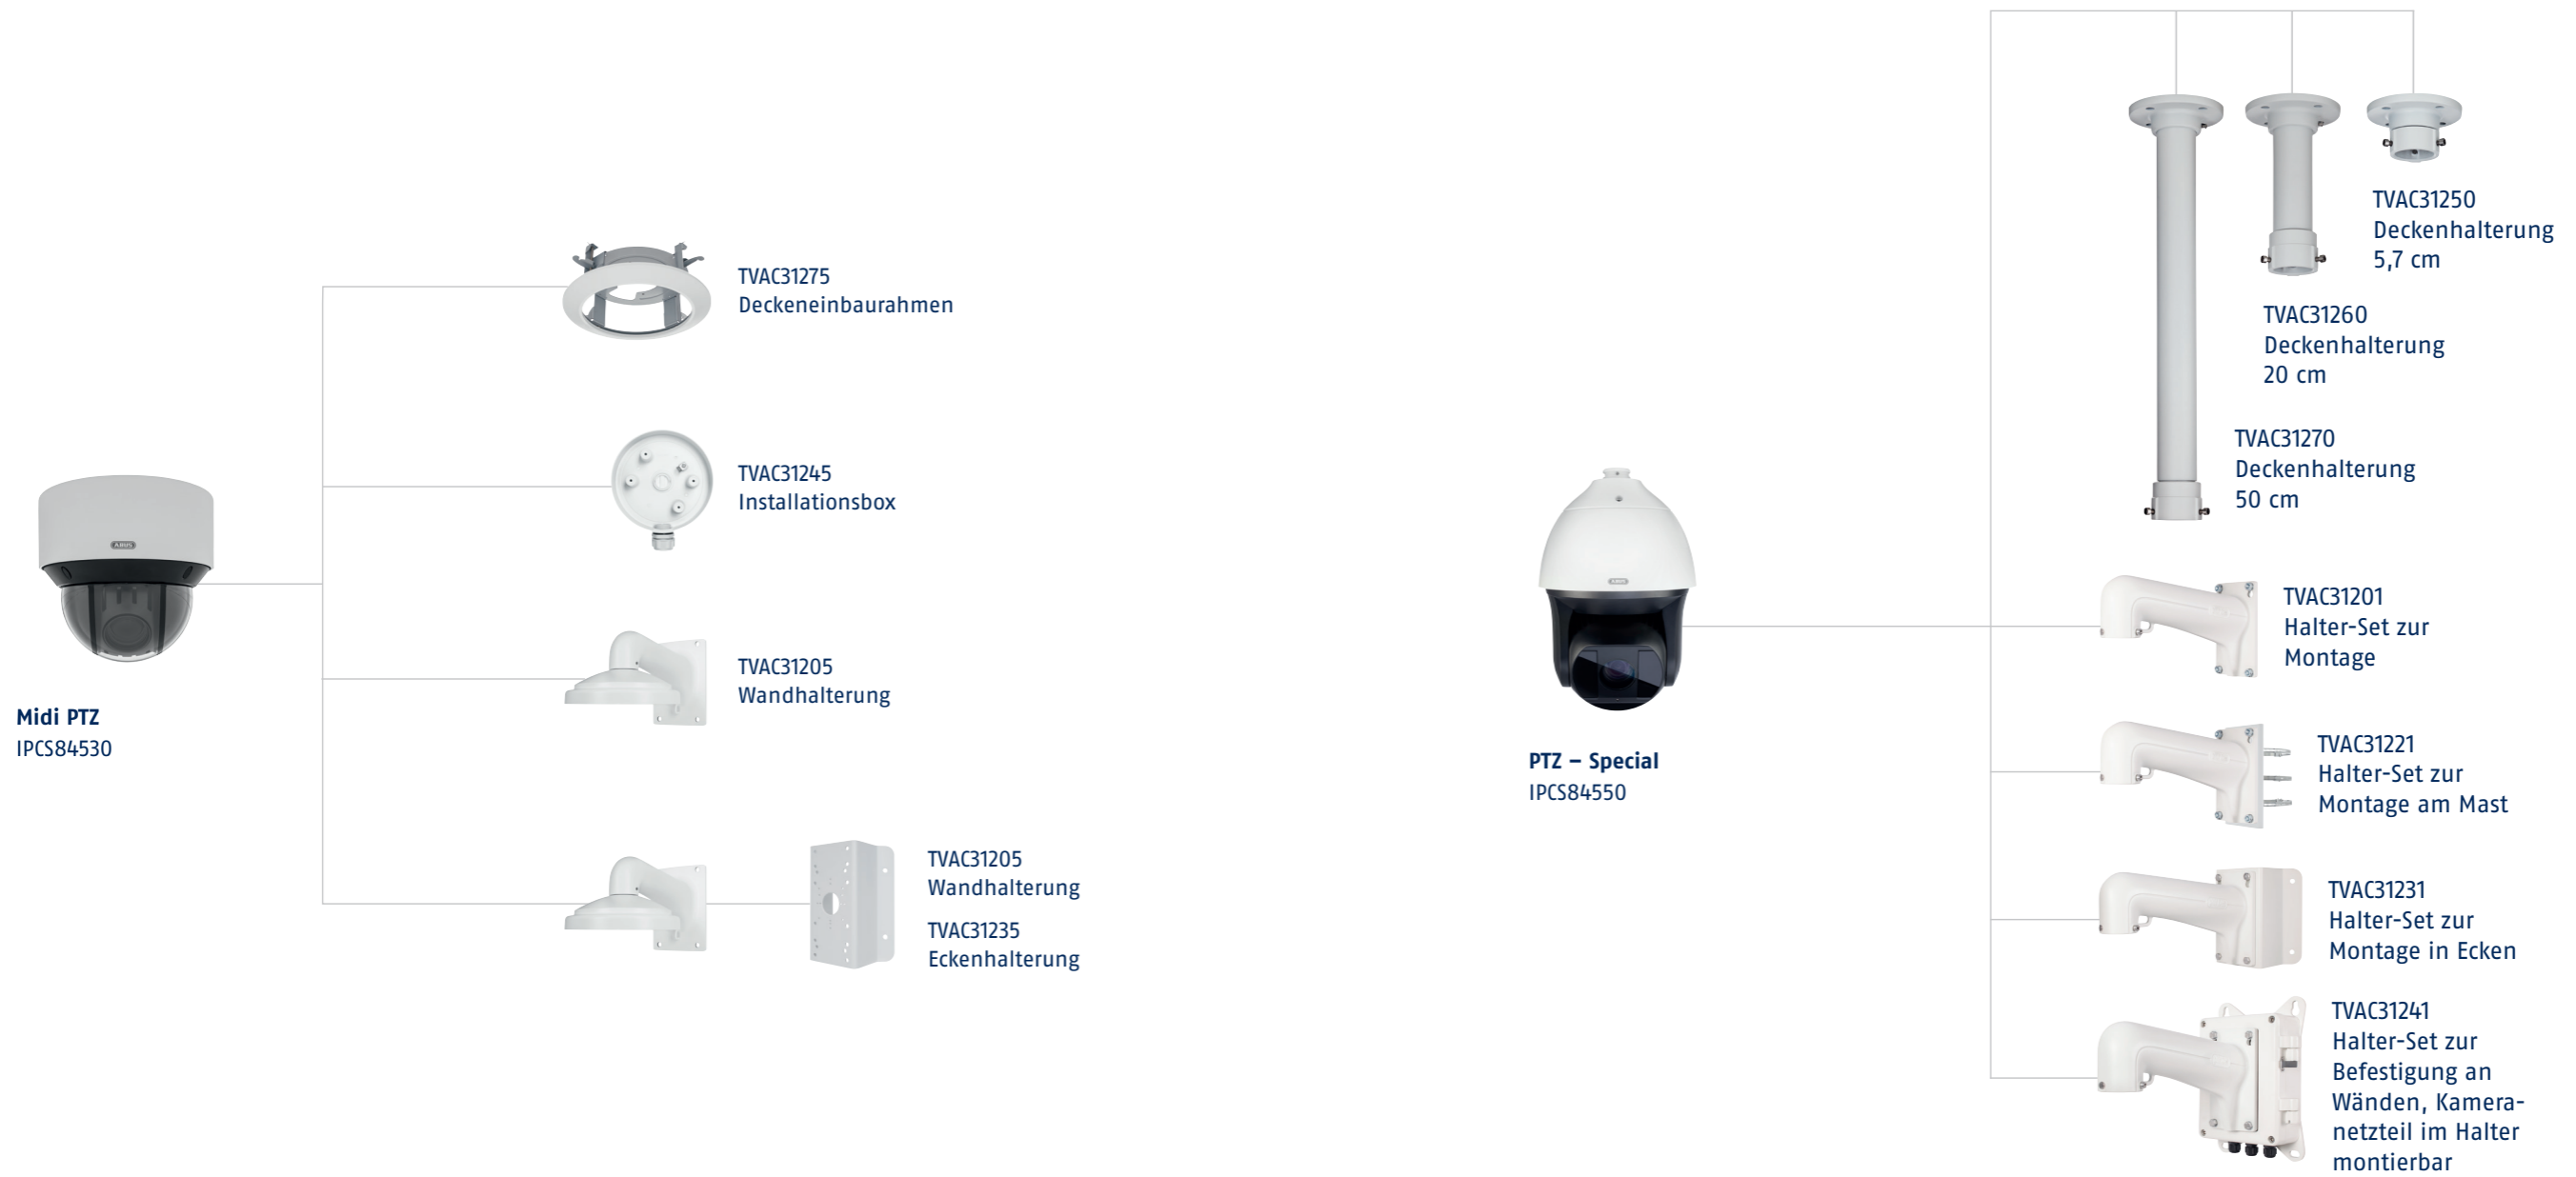 TVAC31275
Deckeneinbaurahmen
TVAC31245
Installationsbox
TVAC31205
Wandhalterung
TVAC31205
Wandhalterung
TVAC31235
Eckenhalterung
ABUS
Midi PTZ
IPCS84530
TVAC31250
Deckenhalterung
5,7 cm
TVAC31260
Deckenhalterung
20 cm
TVAC31270
Deckenhalterung
50 cm
ABUS
PTZ – Special
IPCS84550
TVAC31201
Halter-Set zur
Montage
TVAC31221
Halter-Set zur
Montage am Mast
TVAC31231
Halter-Set zur
Montage in Ecken
TVAC31241
Halter-Set zur
Befestigung an
Wänden, Kamera-
netzteil im Halter
montierbar